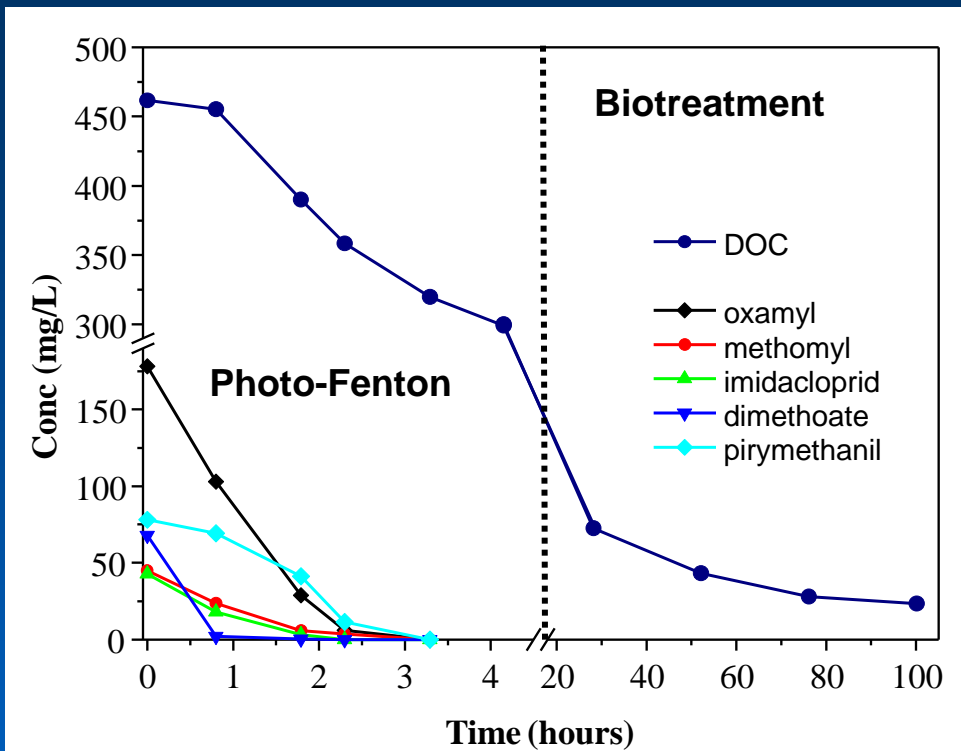 500
450
400
350
300
150
100
50
0
Conc (mg/L)
Biotreatment
Photo-Fenton
DOC
oxamyl
methomyl
imidacloprid
dimethoate
pirymethanil
0 1 2 3 4 20 40 60 80 100
Time (hours)